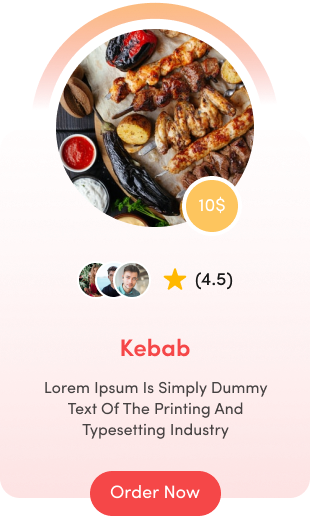 10$
(4.5)
Kebab
Lorem Ipsum Is Simply Dummy
Text Of The Printing And
Typesetting Industry
Order Now